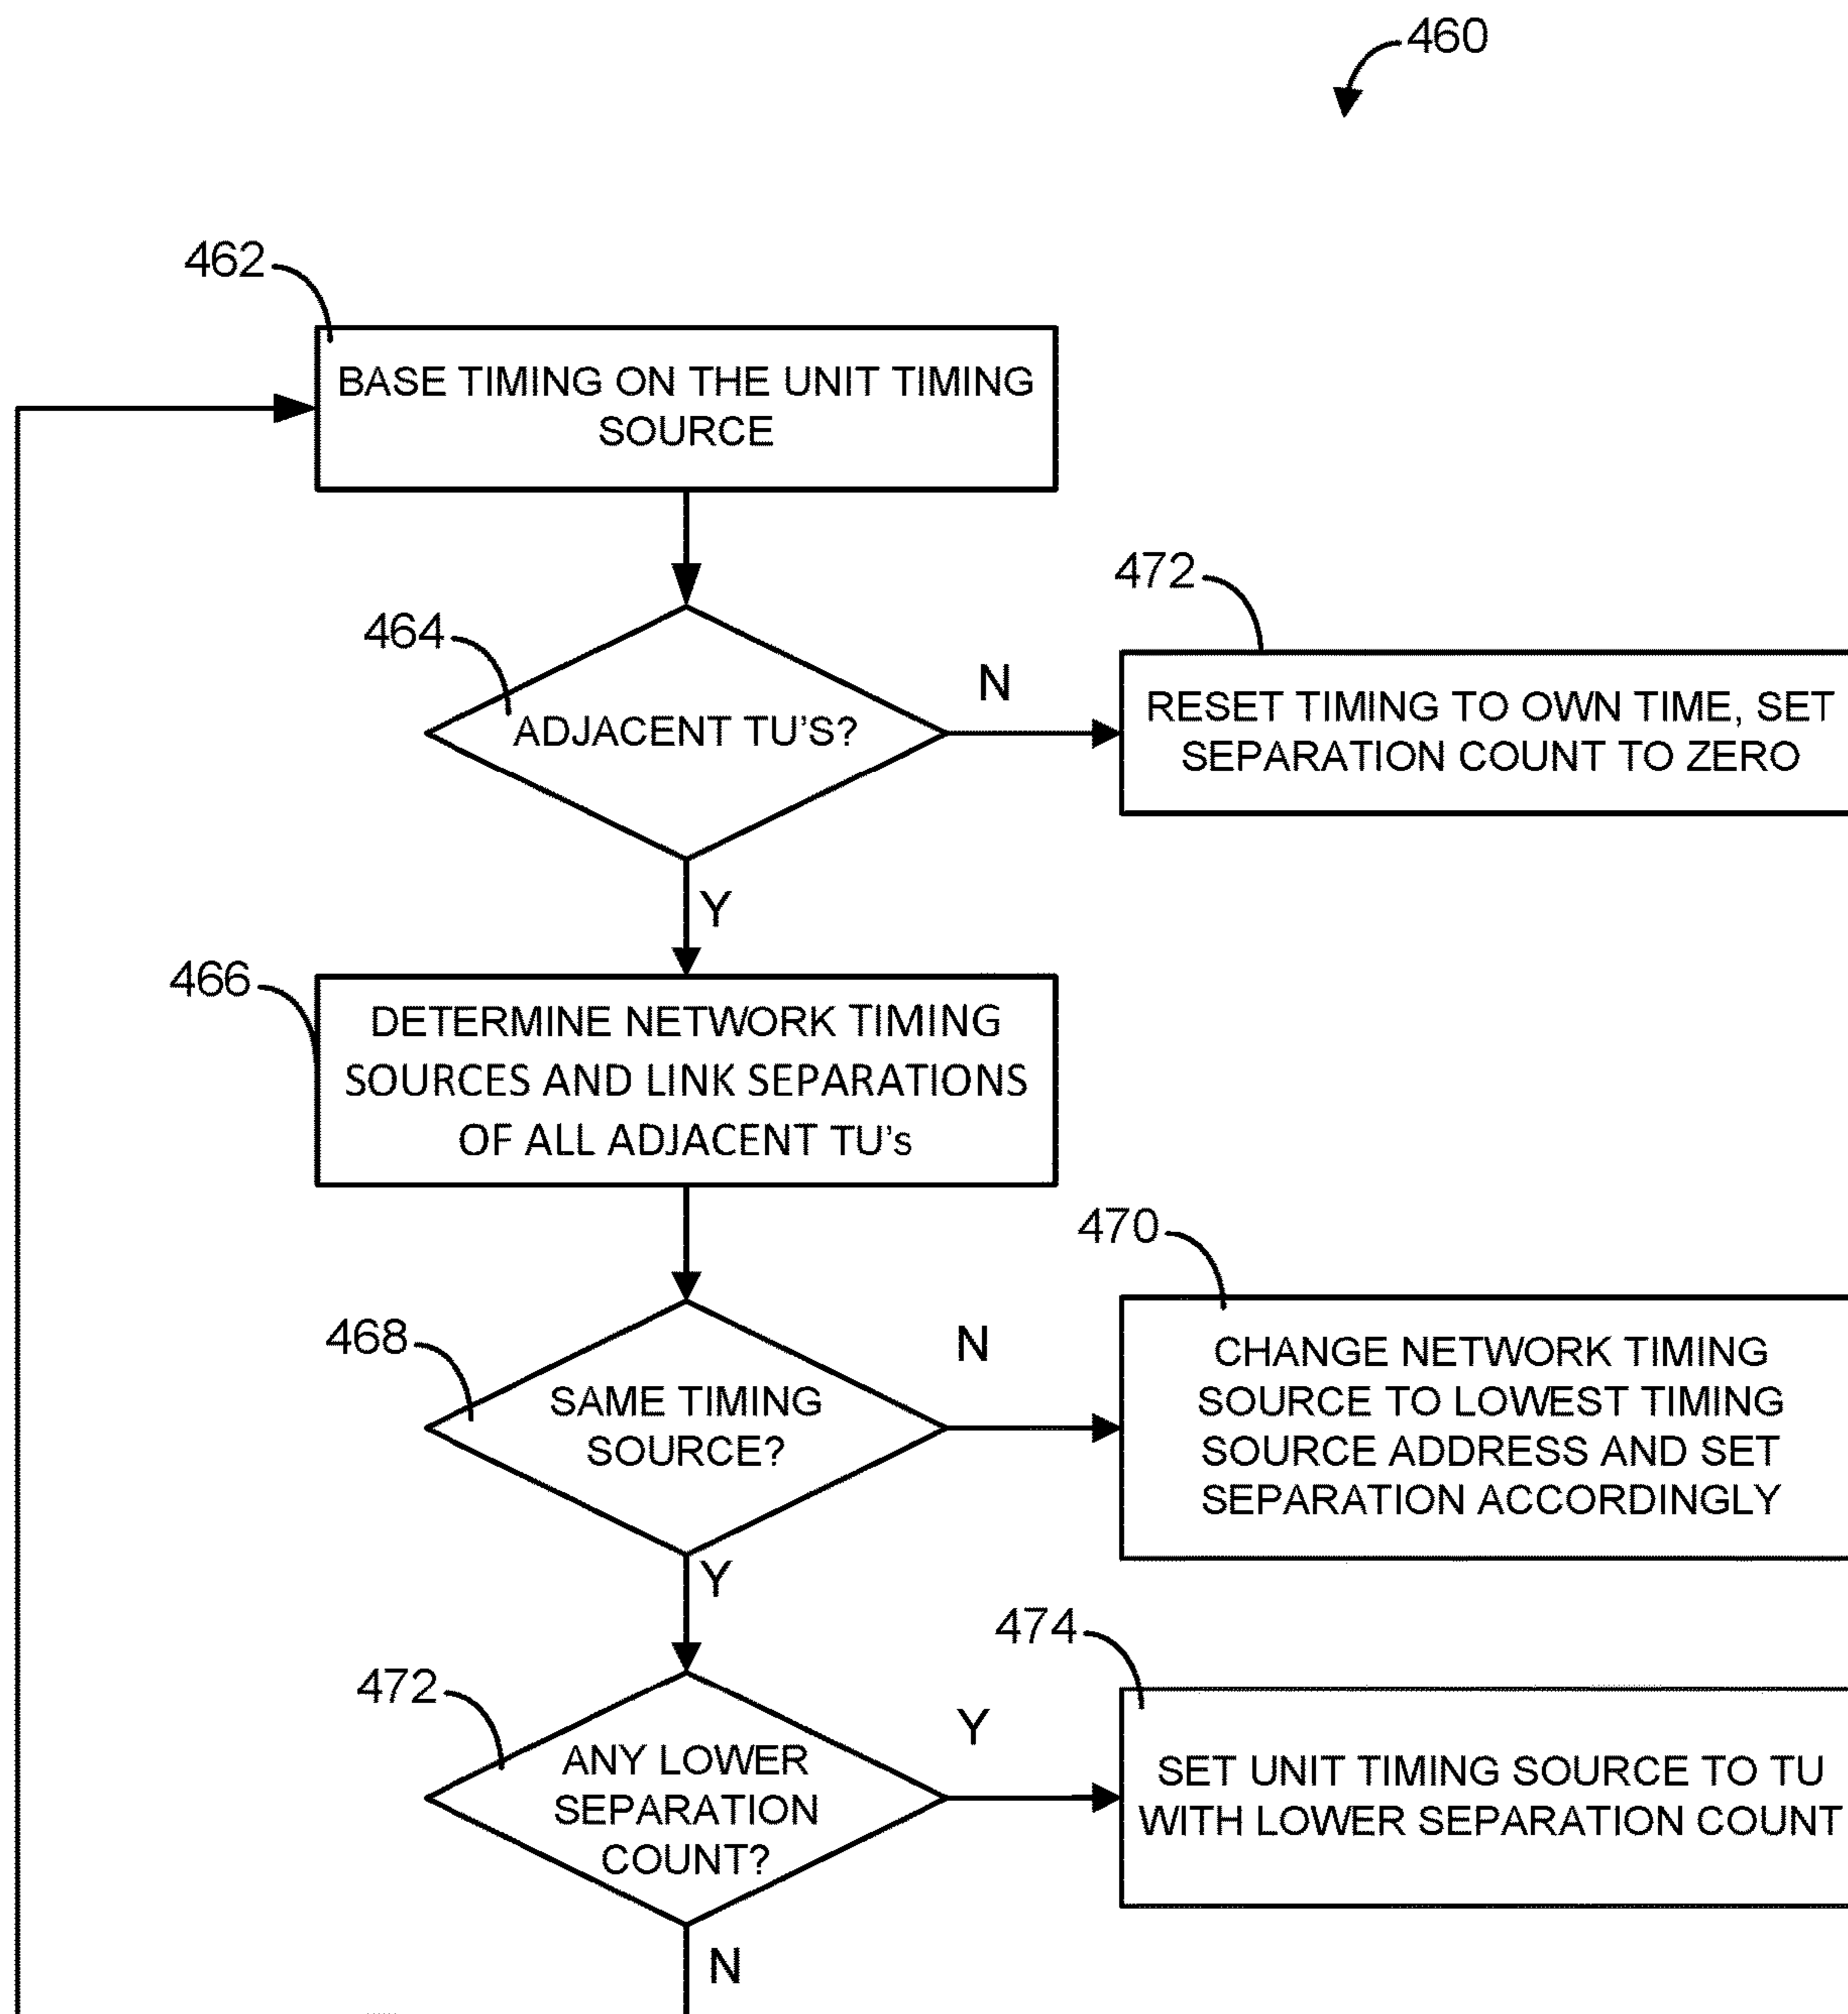 460
462
BASE TIMING ON THE UNIT TIMING
SOURCE
464
ADJACENT TU'S?
N
472
RESET TIMING TO OWN TIME, SET
SEPARATION COUNT TO ZERO
Y
466
DETERMINE NETWORK TIMING
SOURCES AND LINK SEPARATIONS
OF ALL ADJACENT TU's
468
SAME TIMING
SOURCE?
N
470
CHANGE NETWORK TIMING
SOURCE TO LOWEST TIMING
SOURCE ADDRESS AND SET
SEPARATION ACCORDINGLY
Y
472
ANY LOWER
SEPARATION
COUNT?
Y
474
SET UNIT TIMING SOURCE TO TU
WITH LOWER SEPARATION COUNT
N